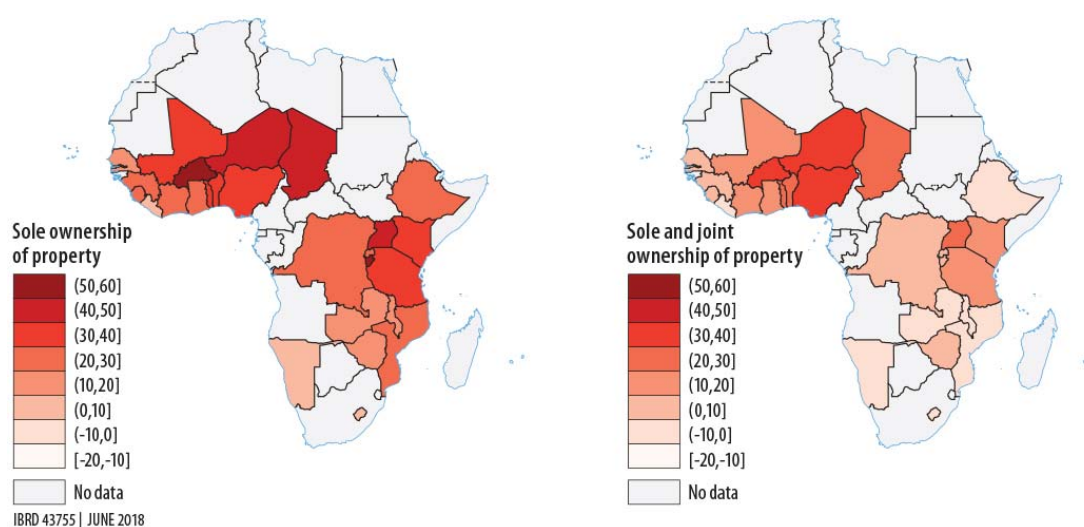 Sole ownership
of property
(50,60]
(40,50]
(30,40]
(20,30]
(10,20]
(0,10]
(-10,0]
[-20,-10]
No data
IBRD 43755 | JUNE 2018
Sole and joint
ownership of property
(50,60]
(40,50]
(30,40]
(20,30]
(10,20]
(0,10]
(-10,0]
[-20,-10]
No data